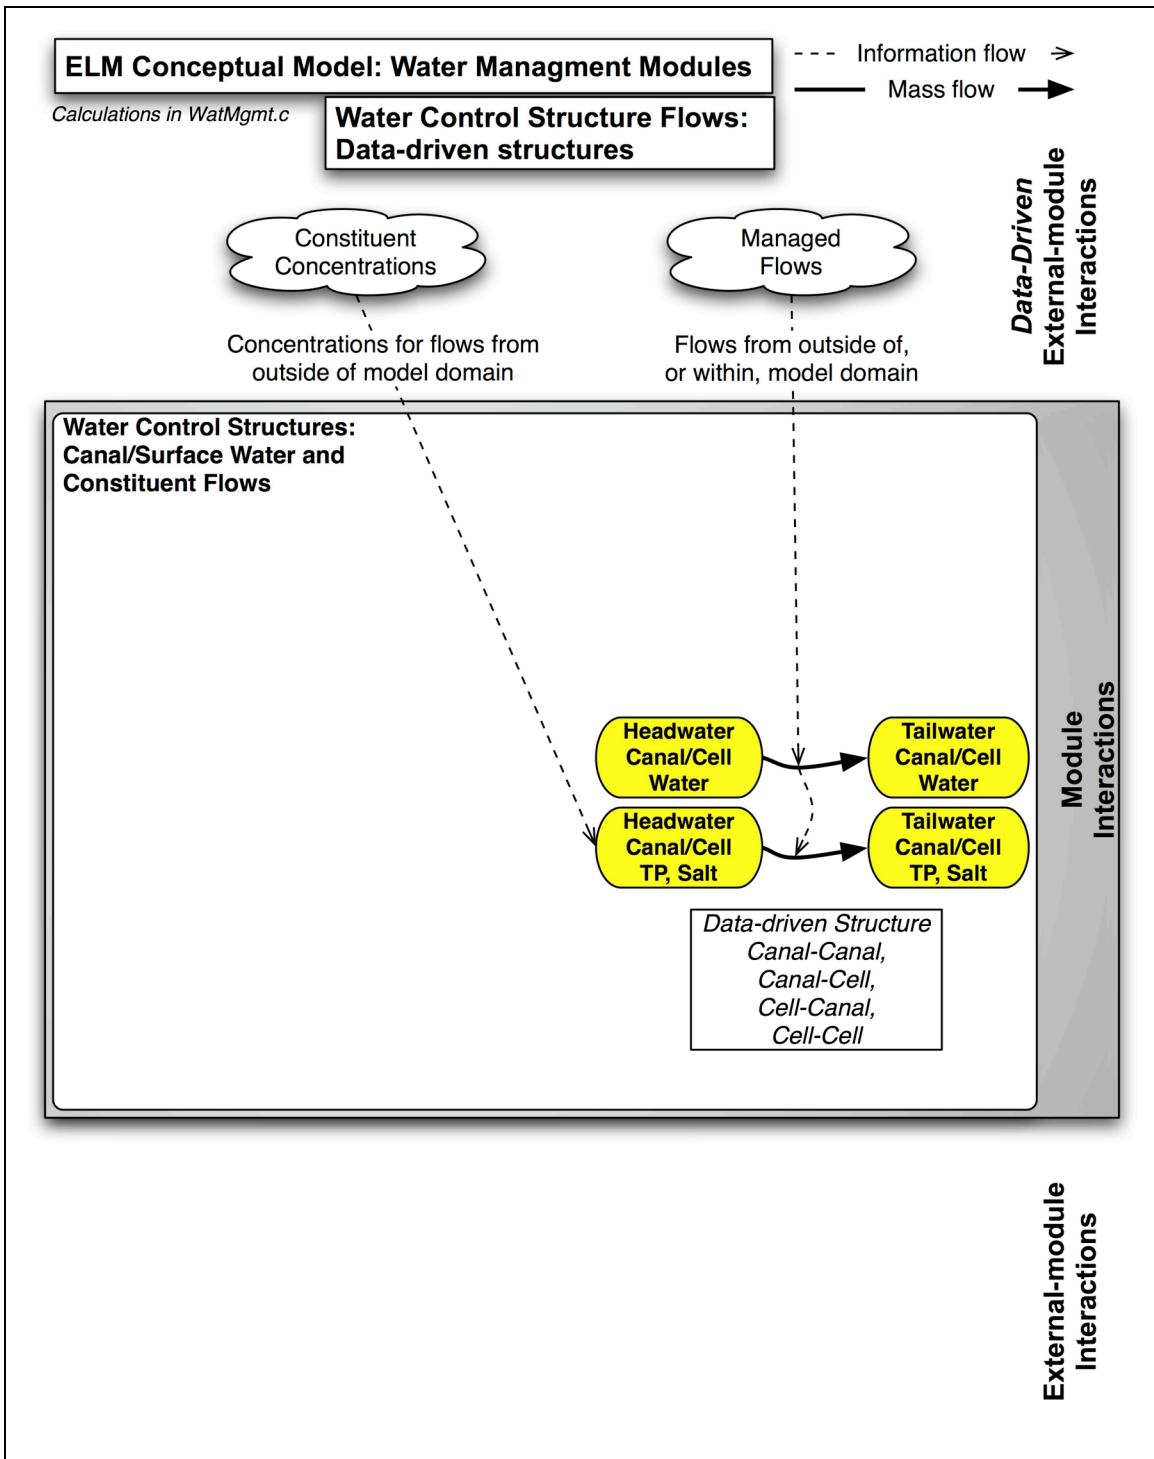 ELM Conceptual Model: Water Managment Modules
Information flow
Mass flow
Calculations in WatMgmt.c
Water Control Structure Flows:
Data-driven structures
Data-Driven
External-module
Interactions
Constituent
Concentrations
Managed
Flows
Concentrations for flows from
outside of model domain
Flows from outside of,
or within, model domain
Water Control Structures:
Canal/Surface Water and
Constituent Flows
Module
Interactions
Headwater
Canal/Cell
Water
Tailwater
Canal/Cell
Water
Headwater
Canal/Cell
TP, Salt
Tailwater
Canal/Cell
TP, Salt
Data-driven Structure
Canal-Canal,
Canal-Cell,
Cell-Canal,
Cell-Cell
External-module
Interactions